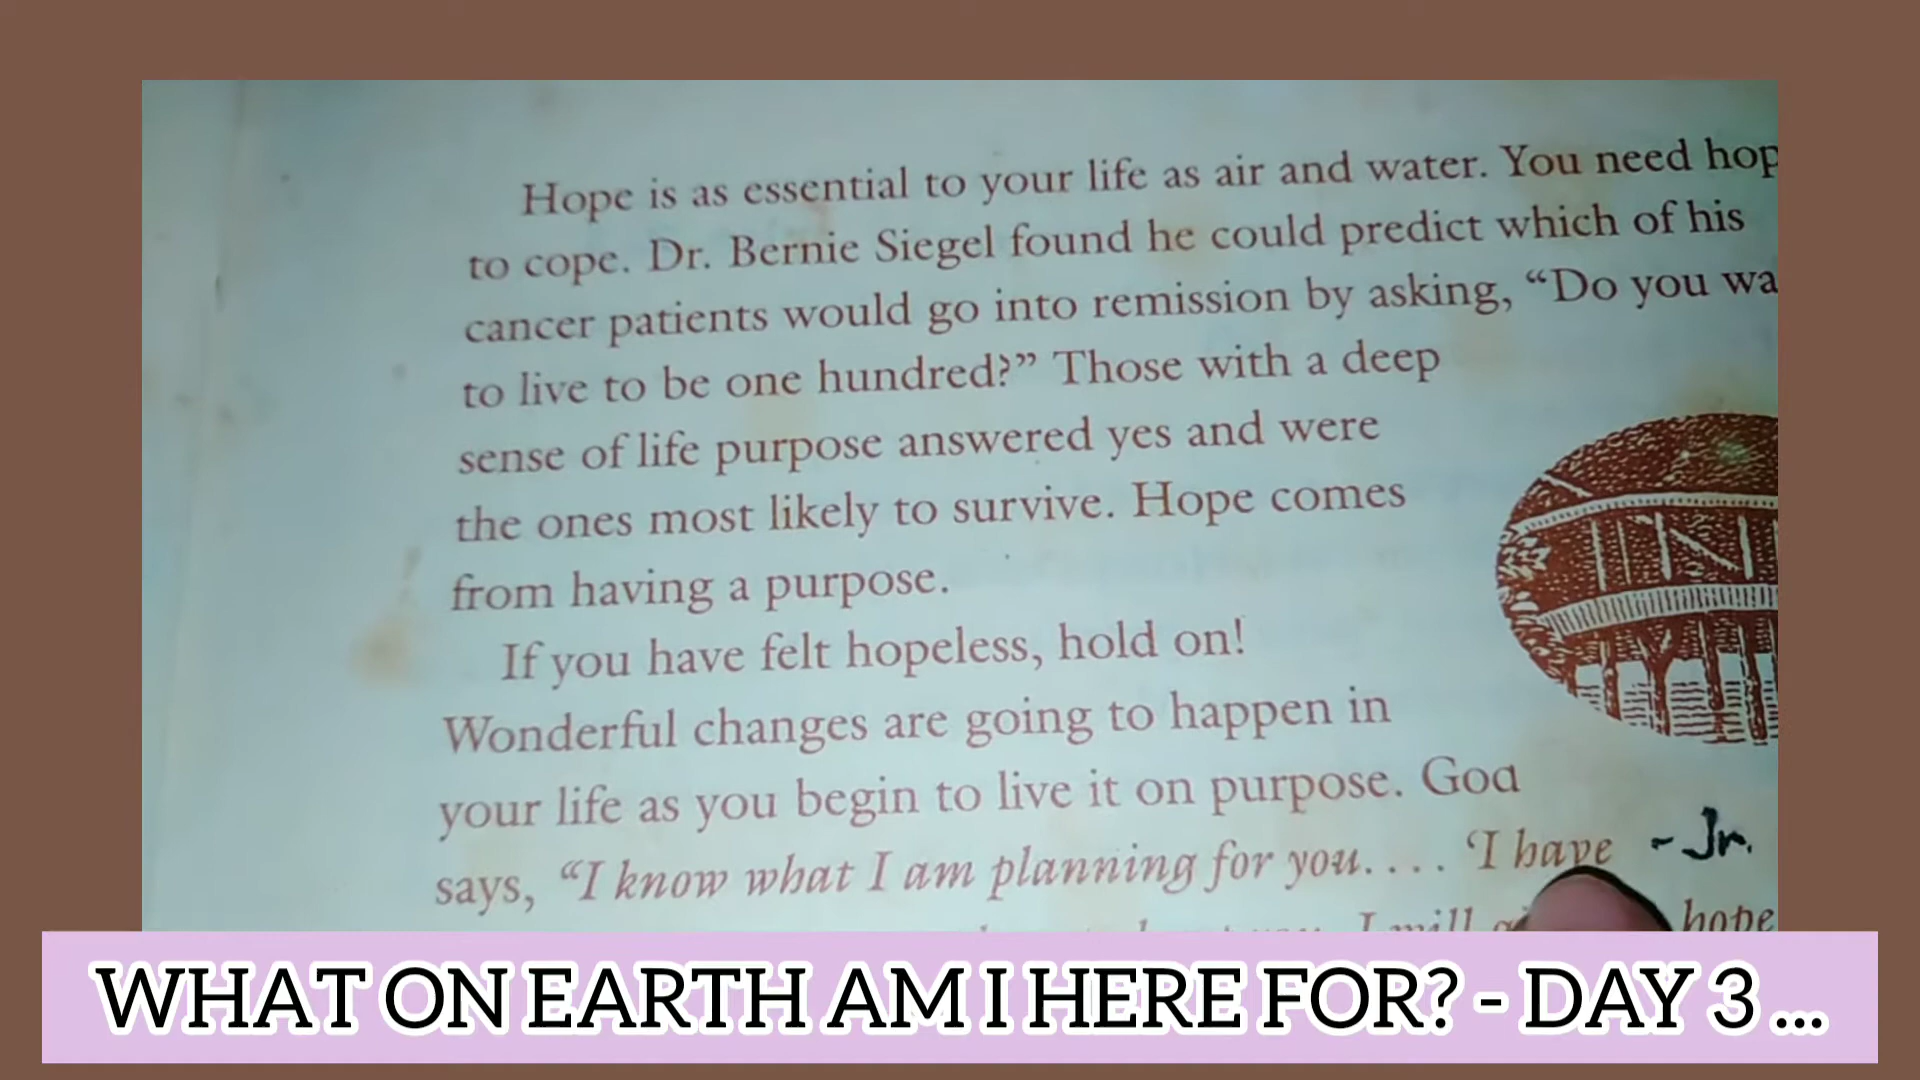 Hope is as essential to your life as air and water. You need hop
to cope. Dr. Bernie Siegel found he could predict which of his
cancer patients would go into remission by asking, “Do you wa
to live to be one hundred?” Those with a deep
sense of life purpose answered yes and were
the ones most likely to survive. Hope comes
from having a purpose.
If you have felt hopeless, hold on!
Wonderful changes are going to happen in
your life as you begin to live it on purpose. God
says, “I know what I am planning for you. . . . ‘I have ~Jr.
I will hope
WHAT ON EARTH AM I HERE FOR? - DAY 3 ...